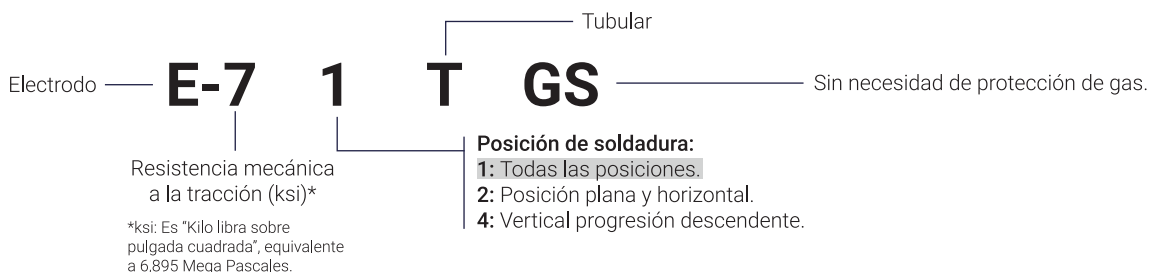 Tubular
Electrodo
E-7 1 T GS
Sin necesidad de protección de gas.
Resistencia mecánica
a la tracción (ksi)*
*ksi: Es “Kilo libra sobre
pulgada cuadrada”, equivalente
a 6,895 Mega Pascales.
Posición de soldadura:
1: Todas las posiciones.
2: Posición plana y horizontal.
4: Vertical progresión descendente.